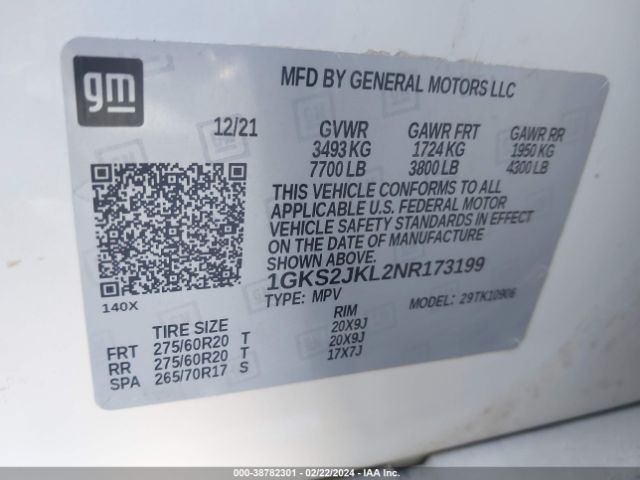 gm
MFD BY GENERAL MOTORS LLC
12/21 GVWR GAWR FRT GAWR RR
3493 KG 1724 KG 1950 KG
7700 LB 3800 LB 4300 LB
THIS VEHICLE CONFORMS TO ALL
APPLICABLE U.S. FEDERAL MOTOR
VEHICLE SAFETY STANDARDS IN EFFECT
ON THE DATE OF MANUFACTURE
SHOWN ABOVE.
1GKS2JKL2NR173199
TYPE: MPV MODEL: 29TK10906
140X
TIRE SIZE RIM
FRT 275/60R20 T 20X9J
RR 275/60R20 T 20X9J
SPA 265/70R17 S 17X7J
000-38782301 - 02/22/2024 - IAAI.COM